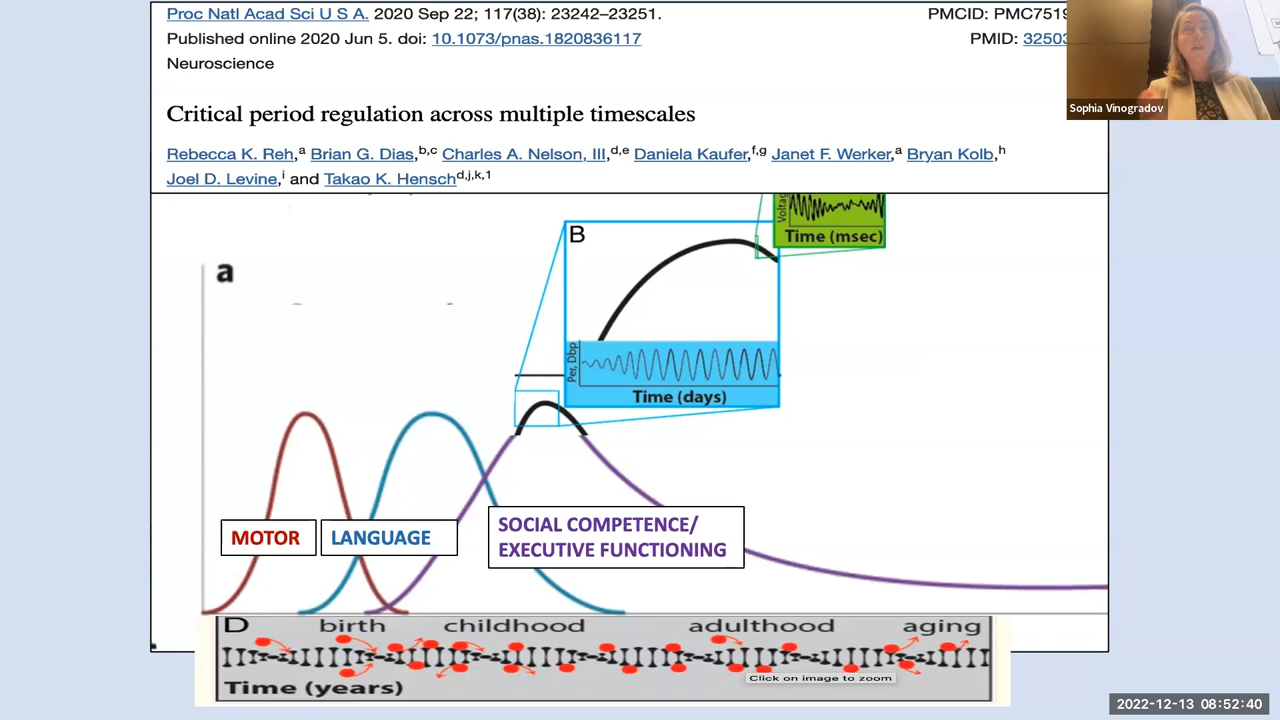 Proc Natl Acad Sci U S A. 2020 Sep 22; 117(38): 23242–23251.
PMCID: PMC7519
Published online 2020 Jun 5. doi: 10.1073/pnas.1820836117
PMID: 32503
Neuroscience
Sophia Vinogradov
Critical period regulation across multiple timescales
Rebecca K. Reh,a Brian G. Dias,b,c Charles A. Nelson, III,d,e Daniela Kaufer,f,g Janet F. Werker,a Bryan Kolb,h
Joel D. Levine,i and Takao K. Henschd,j,k,1
Time (msec)
B
a
Per, Dbp
Time (days)
SOCIAL COMPETENCE/
EXECUTIVE FUNCTIONING
MOTOR
LANGUAGE
D
birth
childhood
adulthood
aging
Click on image to zoom
Time (years)
2022-12-13 08:52:40